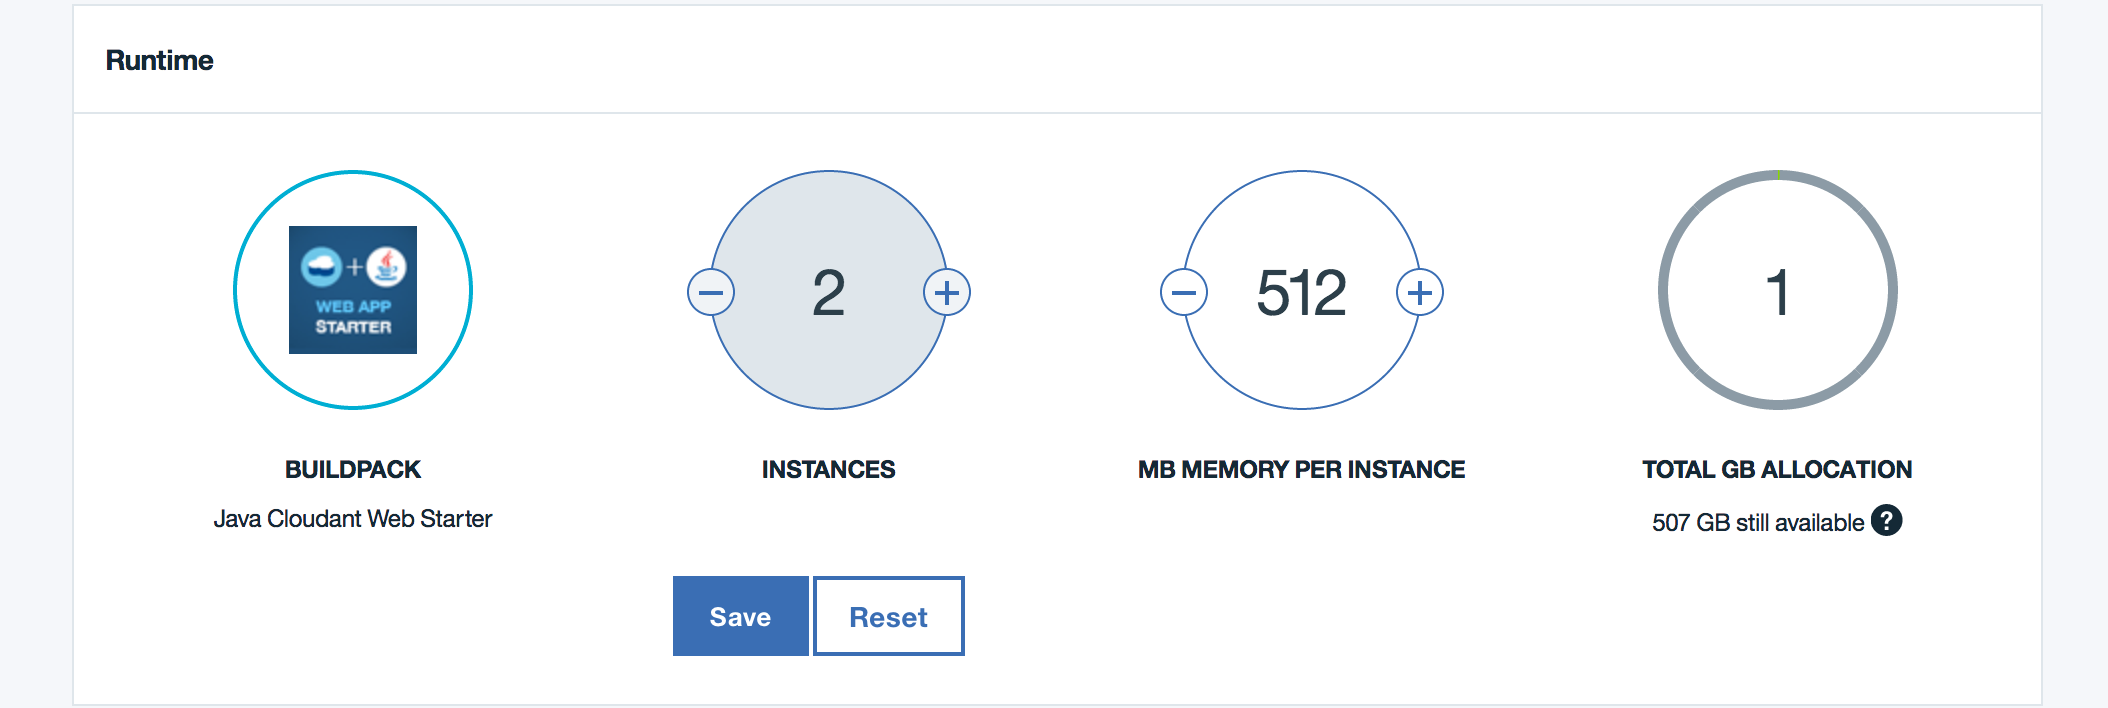 Runtime
WEB APP
STARTER
2
512
1
BUILDPACK
INSTANCES
MB MEMORY PER INSTANCE
TOTAL GB ALLOCATION
Java Cloudant Web Starter
507 GB still available ?
Save
Reset